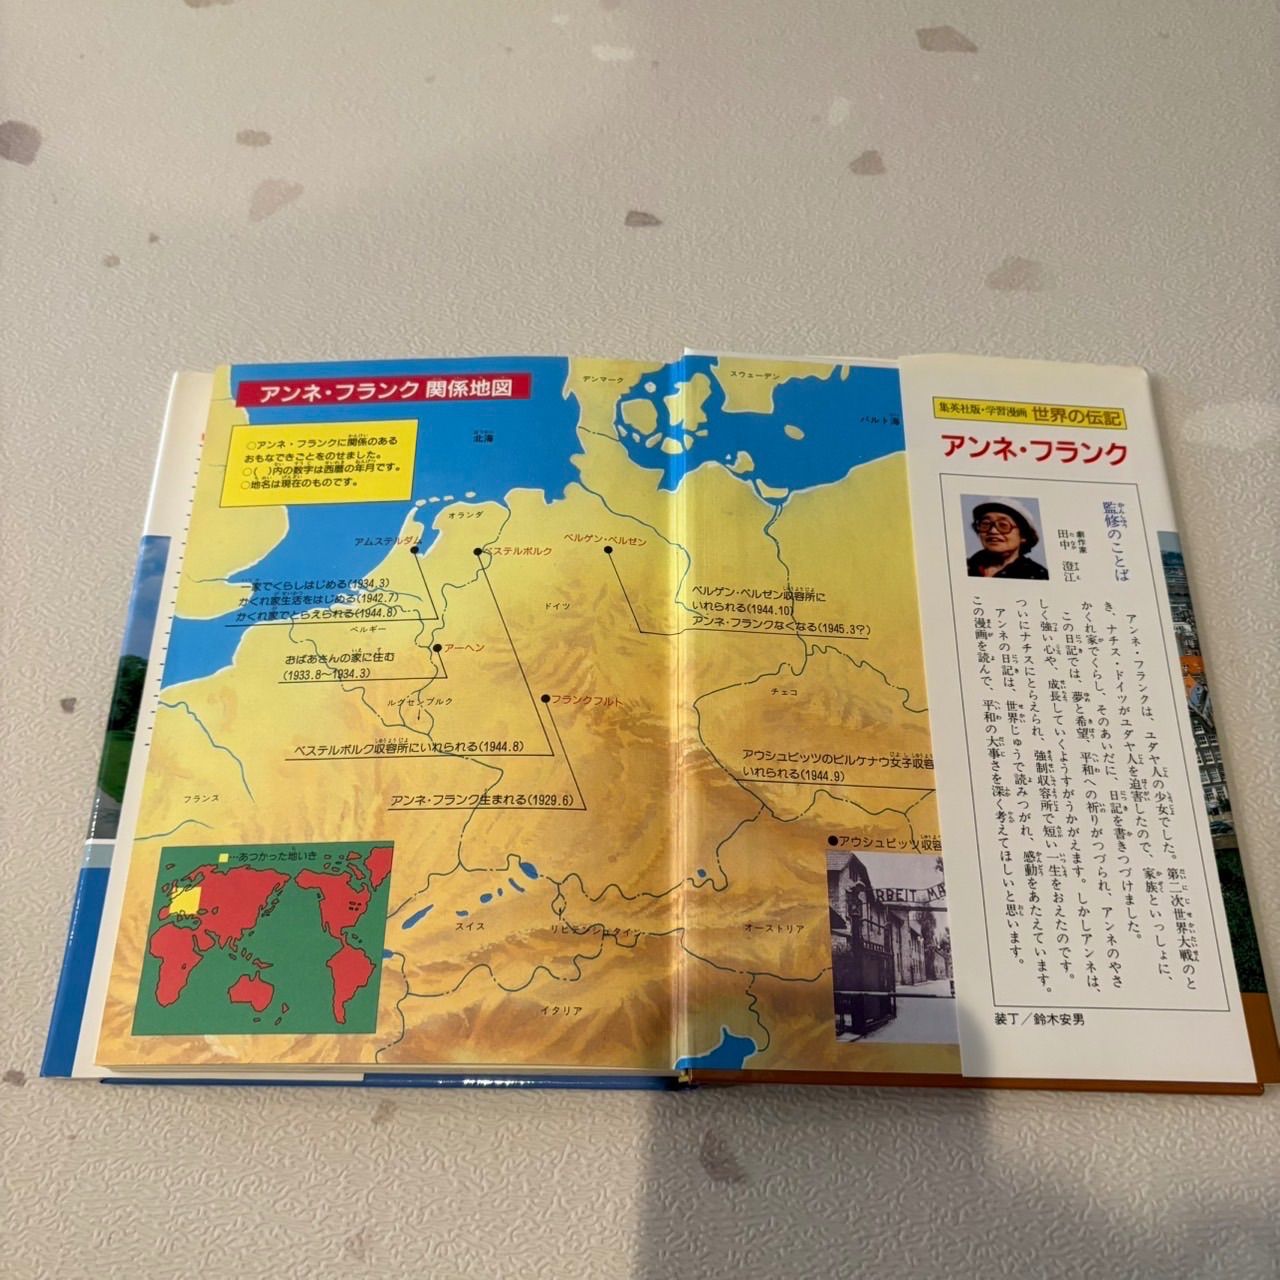 アンネ・フランク 関係地図
○アンネ・フランクに関係のある
おもなできごとをのせました。
○( )内の数字は西暦の年月です。
○地名は現在のものです。
北海
デンマーク
スウェーデン
バルト海
オランダ
アムステルダム
ベステルボルク
ベルゲン・ベルゼン
一家でくらしはじめる(1934.3)
かくれ家生活をはじめる(1942.7)
かくれ家でとらえられる(1944.8)
ベルゲン・ベルゼン収容所に
いれられる(1944.10)
アンネ・フランクなくなる(1945.3?)
ドイツ
ベルギー
アーヘン
おばあさんの家に住む
(1933.8〜1934.3)
ルクセンブルク
フランクフルト
チェコ
ベステルボルク収容所にいれられる(1944.8)
アウシュビッツのビルケナウ女子収容
いれられる(1944.9)
アンネ・フランク生まれる(1929.6)
フランス
…あつかった地いき
●アウシュビッツ収容
ARBEIT MA
スイス
リヒテンシュタイン
オーストリア
イタリア
集英社版・学習漫画 世界の伝記
アンネ・フランク
監修のことば
劇作家
田中 澄江
アンネ・フランクは、ユダヤ人の少女でした。第二次世界大戦のと
き、ナチス・ドイツがユダヤ人を迫害したので、家族といっしょに、
かくれ家でくらし、そのあいだに、日記を書きつづけました。
この日記では、夢と希望、平和への祈りがつづられ、アンネのやさ
しく強い心や、成長していくようすがうかがえます。しかしアンネは、
ついにナチスにとらえられ、強制収容所で短い一生をおえたのです。
アンネの日記は、世界じゅうで読みつがれ、感動をあたえています。
この漫画を読んで、平和の大事さを深く考えてほしいと思います。
装丁／鈴木安男